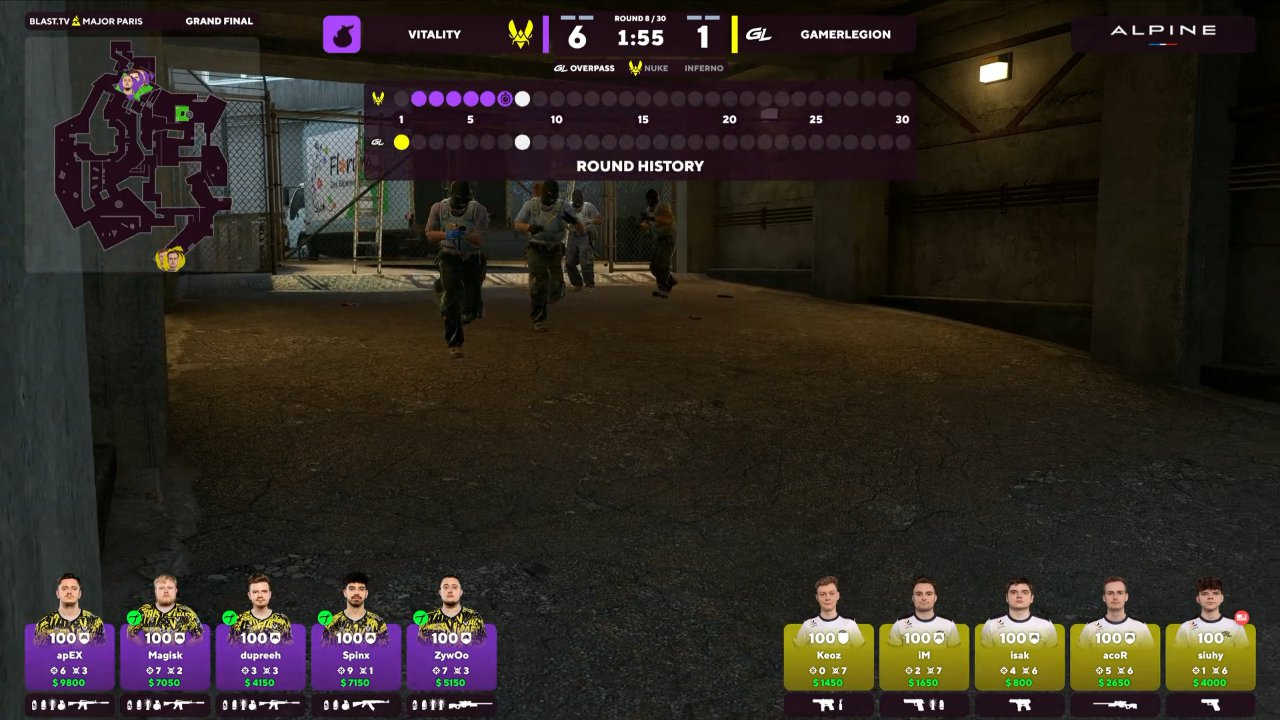 BLAST.TV MAJOR PARIS GRAND FINAL
VITALITY 6 ROUND 8 / 30 1:55 1 GL GAMERLEGION
ALPINE
GL OVERPASS NUKE INFERNO
1 5 10 15 20 25 30
GL
ROUND HISTORY
100 100 100 100 100 100 100 100 100 100
apEX Magisk dupreeh Spinx ZywOo Keoz iM isak acoR siuhy
6 3 7 2 3 3 9 1 7 3 0 7 2 7 4 6 5 6 1 6
$9800 $7050 $4150 $7150 $5150 $1450 $1650 $800 $2650 $4000